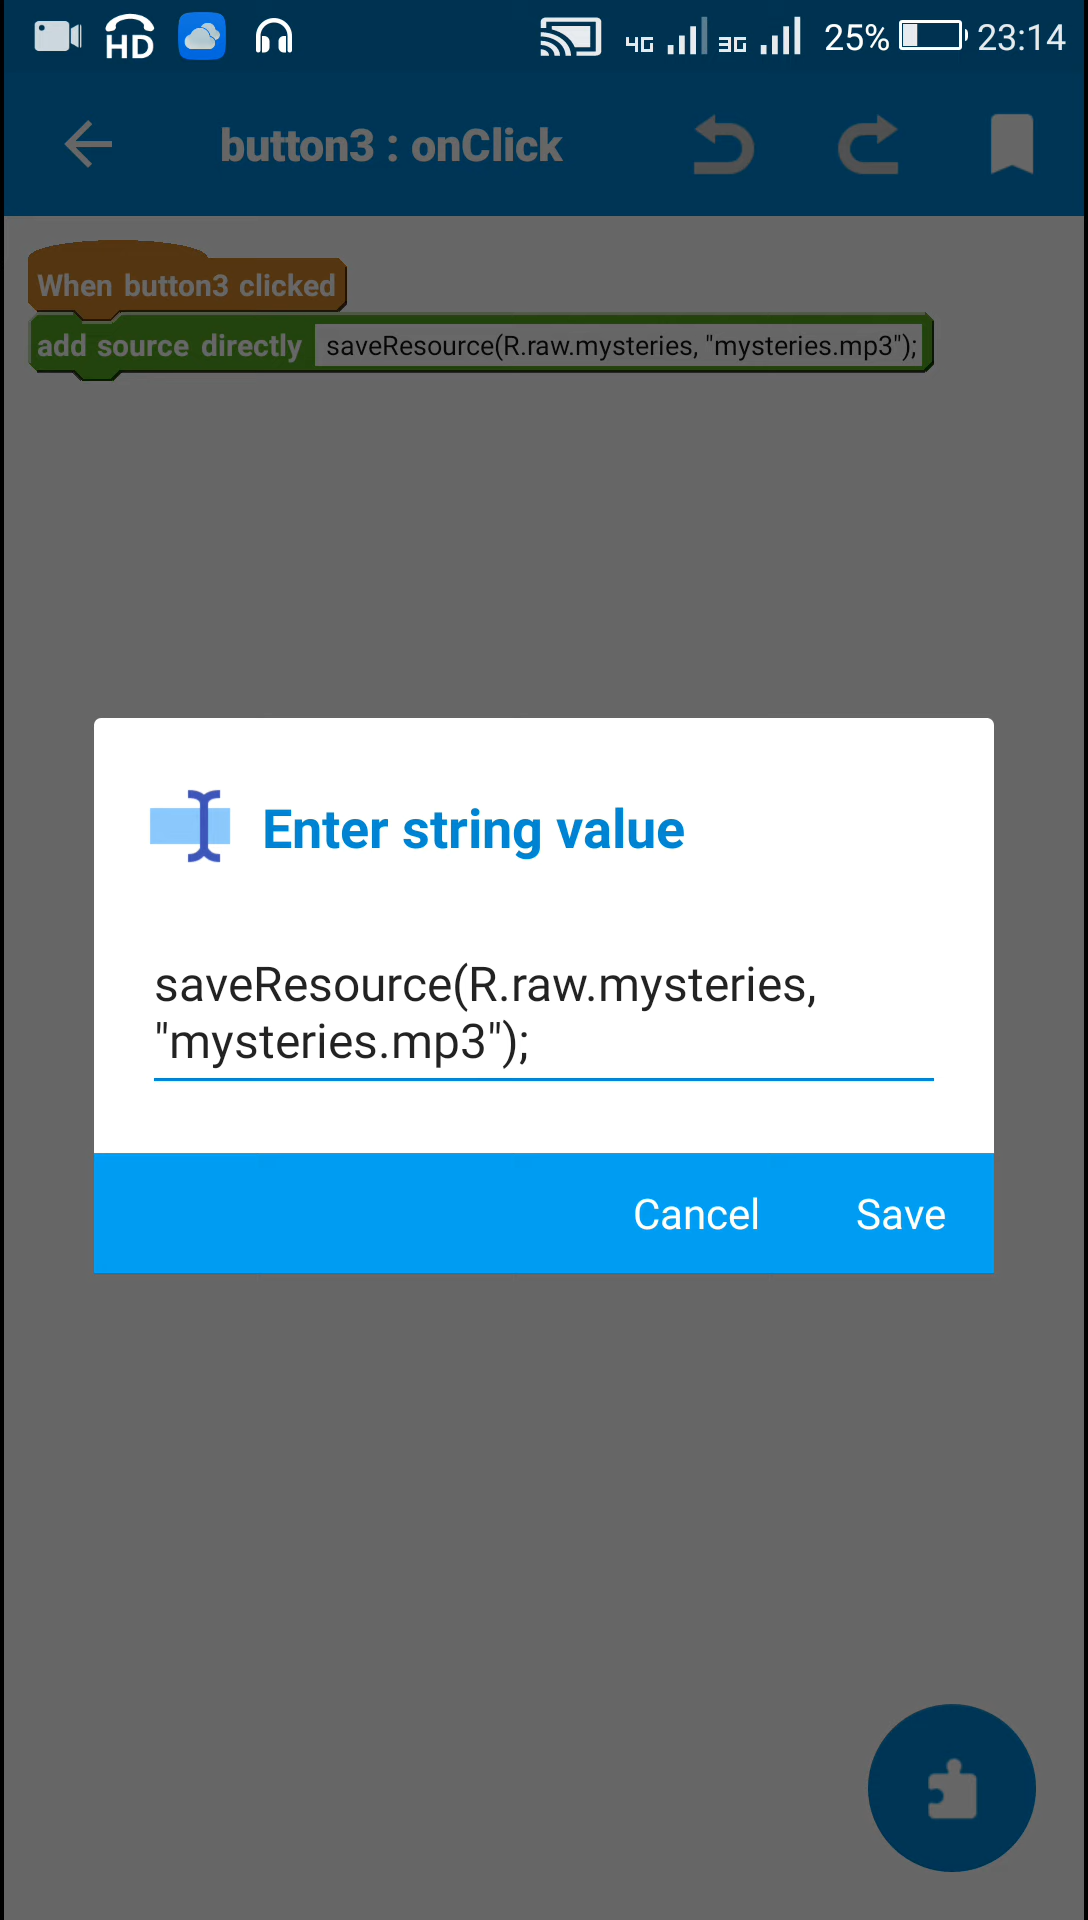 HD 4G 3G 25% 23:14
button3 : onClick
When button3 clicked
add source directly saveResource(R.raw.mysteries, "mysteries.mp3");
Enter string value
saveResource(R.raw.mysteries,
"mysteries.mp3");
Cancel Save